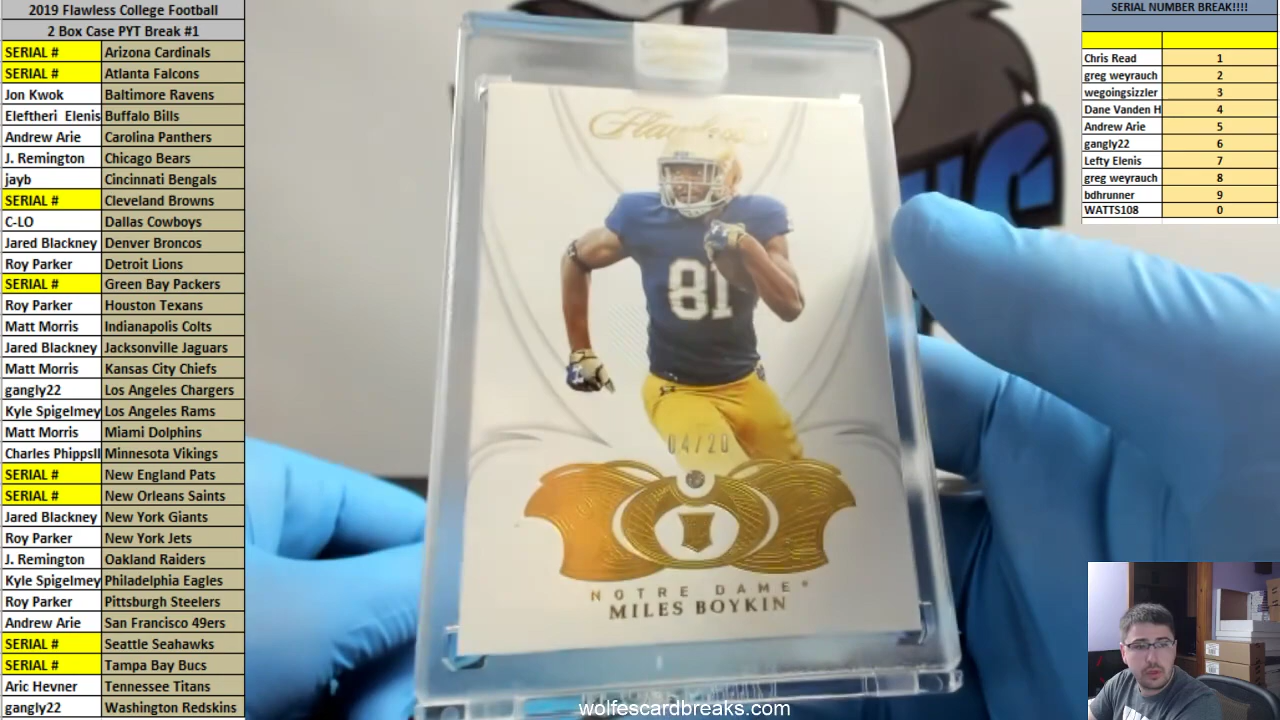 2019 Flawless College Football
2 Box Case PYT Break #1
SERIAL # Arizona Cardinals
SERIAL # Atlanta Falcons
Jon Kwok Baltimore Ravens
Eleftheri Elenis Buffalo Bills
Andrew Arie Carolina Panthers
J. Remington Chicago Bears
jayb Cincinnati Bengals
SERIAL # Cleveland Browns
C-LO Dallas Cowboys
Jared Blackney Denver Broncos
Roy Parker Detroit Lions
SERIAL # Green Bay Packers
Roy Parker Houston Texans
Matt Morris Indianapolis Colts
Jared Blackney Jacksonville Jaguars
Matt Morris Kansas City Chiefs
gangly22 Los Angeles Chargers
Kyle Spigelmey Los Angeles Rams
Matt Morris Miami Dolphins
Charles Phippsll Minnesota Vikings
SERIAL # New England Pats
SERIAL # New Orleans Saints
Jared Blackney New York Giants
Roy Parker New York Jets
J. Remington Oakland Raiders
Kyle Spigelmey Philadelphia Eagles
Roy Parker Pittsburgh Steelers
Andrew Arie San Francisco 49ers
SERIAL # Seattle Seahawks
SERIAL # Tampa Bay Bucs
Aric Hevner Tennessee Titans
gangly22 Washington Redskins
Flawless
81
04/20
NOTRE DAME®
MILES BOYKIN
wolfescardbreaks.com
SERIAL NUMBER BREAK!!!!
Chris Read 1
greg weyrauch 2
wegoingsizzler 3
Dane Vanden H 4
Andrew Arie 5
gangly22 6
Lefty Elenis 7
greg weyrauch 8
bdhrunner 9
WATTS108 0